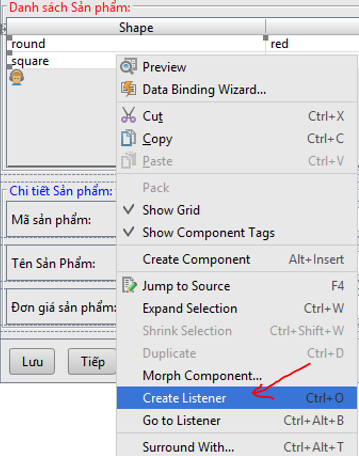 Danh sách Sản phẩm:
Shape
round red
square
Preview
Data Binding Wizard...
Cut Ctrl+X
Copy Ctrl+C
Paste Ctrl+V
Pack
Show Grid
Show Component Tags
Create Component Alt+Insert
Jump to Source F4
Expand Selection Ctrl+W
Shrink Selection Ctrl+Shift+W
Duplicate Ctrl+D
Morph Component...
Create Listener Ctrl+O
Go to Listener Ctrl+Alt+B
Surround With... Ctrl+Alt+T
Chi tiết Sản phẩm:
Mã sản phẩm:
Tên Sản Phẩm:
Đơn giá sản phẩm:
Lưu Tiếp